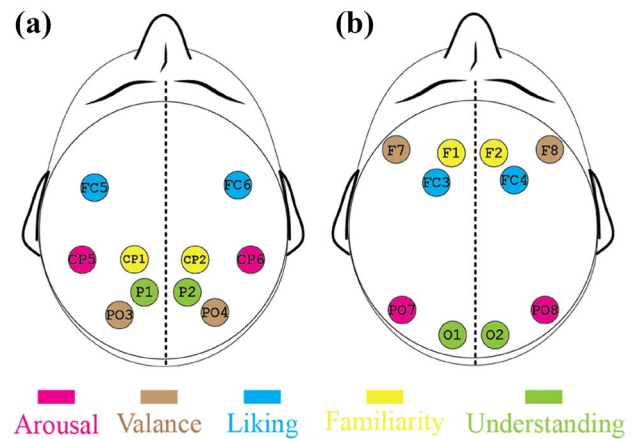 (a) (b)
F7 F1 F2 F8
FC5 FC6 FC3 FC4
CP5 CP1 CP2 CP6
P1 P2
PO3 PO4 PO7 PO8
O1 O2
Arousal Valance Liking Familiarity Understanding